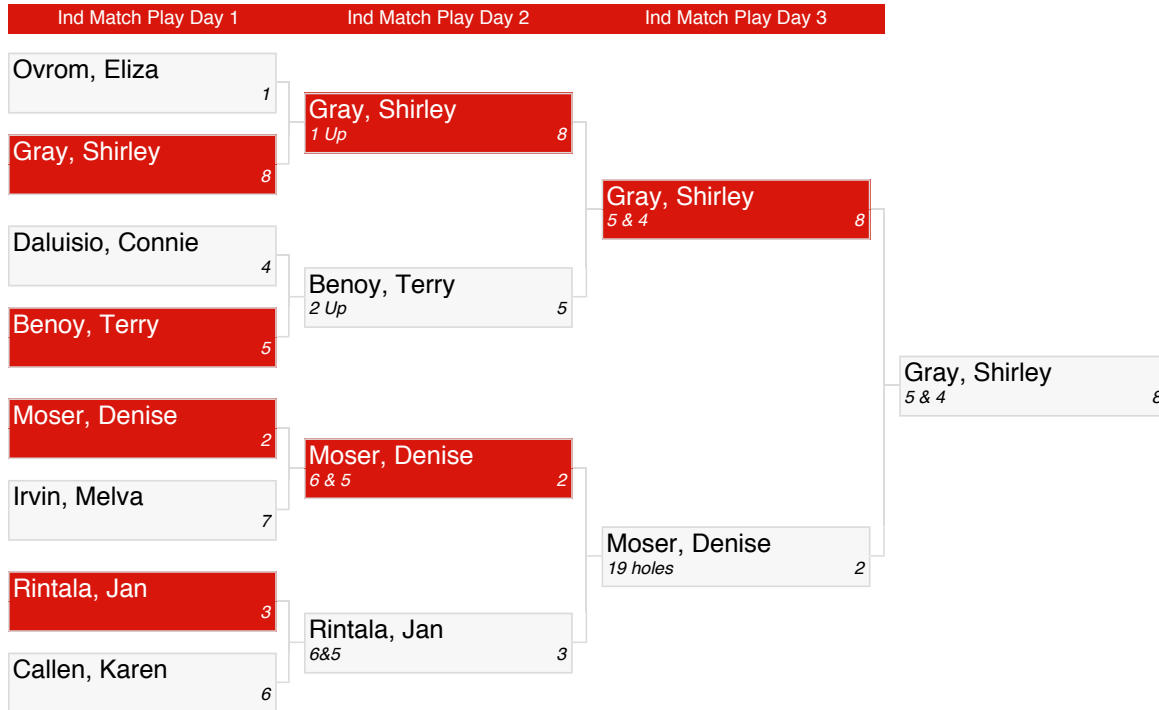 Ind Match Play Day 1
Ind Match Play Day 2
Ind Match Play Day 3
Ovrom, Eliza
1
Gray, Shirley
8
Daluisio, Connie
4
Benoy, Terry
5
Moser, Denise
2
Irvin, Melva
7
Rintala, Jan
3
Callen, Karen
6
Gray, Shirley
1 Up 8
Benoy, Terry
2 Up 5
Moser, Denise
6 & 5 2
Rintala, Jan
6&5 3
Gray, Shirley
5 & 4 8
Moser, Denise
19 holes 2
Gray, Shirley
5 & 4 8